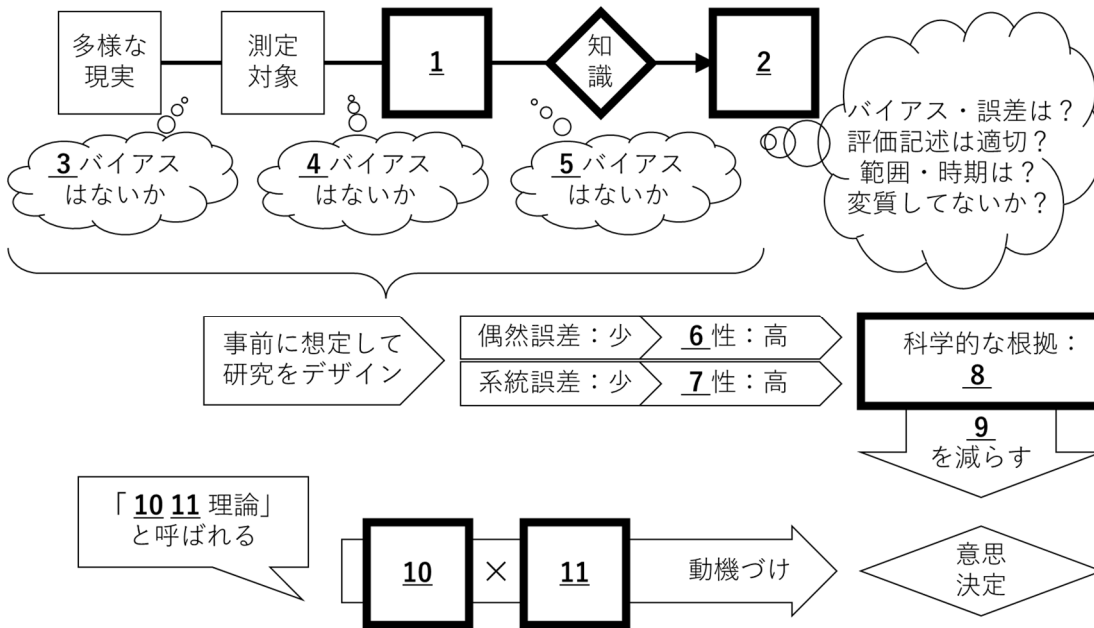 多様な
現実
測定
対象
1
知
識
2
バイアス・誤差は？
評価記述は適切？
範囲・時期は？
変質してないか？
3 バイアス
はないか
4 バイアス
はないか
5 バイアス
はないか
事前に想定して
研究をデザイン
偶然誤差：少
6 性：高
系統誤差：少
7 性：高
科学的な根拠：
8
9
を減らす
「 10 11 理論」
と呼ばれる
10
×
11
動機づけ
意思
決定